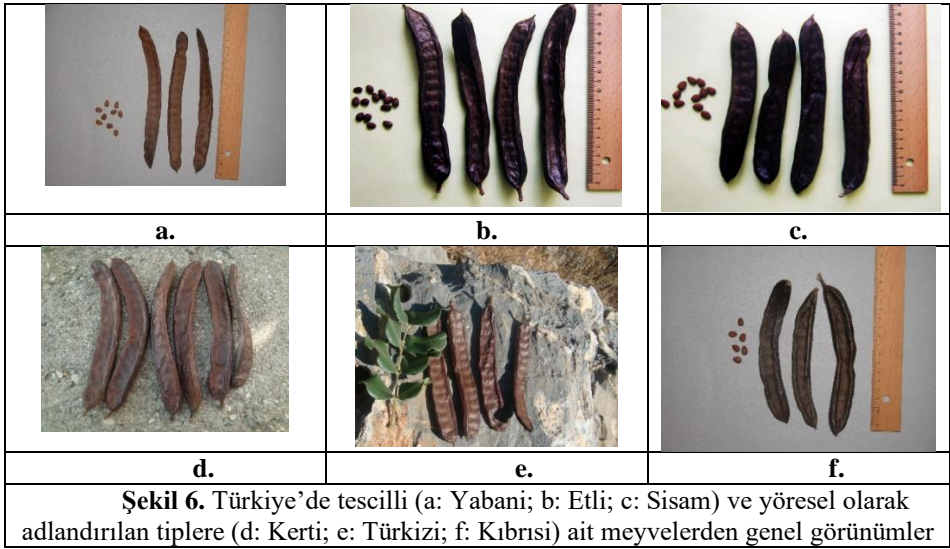 a.
b.
c.
d.
e.
f.
Şekil 6. Türkiye’de tescilli (a: Yabani; b: Etli; c: Sisam) ve yöresel olarak
adlandırılan tiplere (d: Kerti; e: Türkizi; f: Kıbrısi) ait meyvelerden genel görünümler